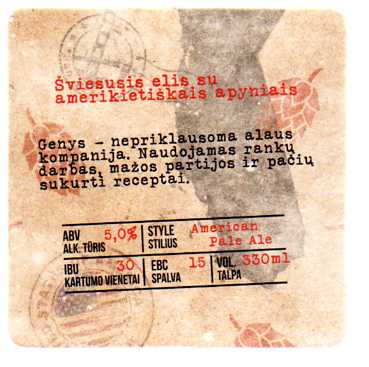 Šviesusis elis su
amerikietiškais apyniais
Genys – nepriklausoma alaus
kompanija. Naudojamas rankų
darbas, mažos partijos ir pačių
sukurti receptai.
ABV 5,0% STYLE American
ALK. TŪRIS STILIUS Pale Ale
IBU 30 EBC 15 VOL. 330ml
KARTUMO VIENETAI SPALVA TALPA